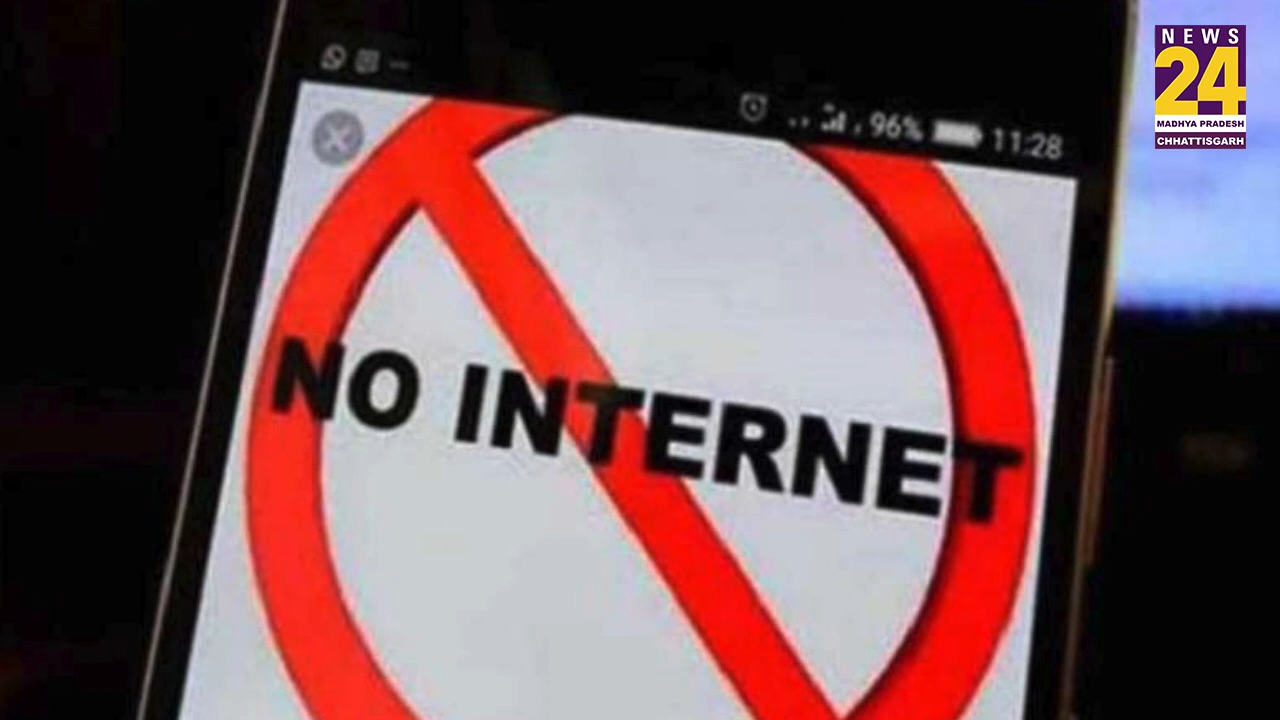 NEWS
24
MADHYA PRADESH
CHHATTISGARH
96% 11:28
NO INTERNET